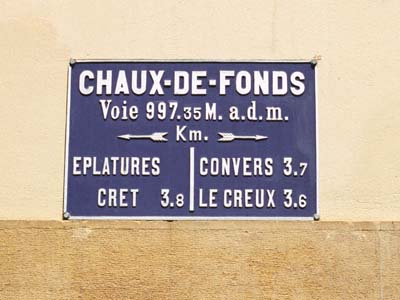 CHAUX-DE-FONDS
Voie 997.35 M. a.d.m.
Km.
EPLATURES
CRET 3.8
CONVERS 3.7
LE CREUX 3.6